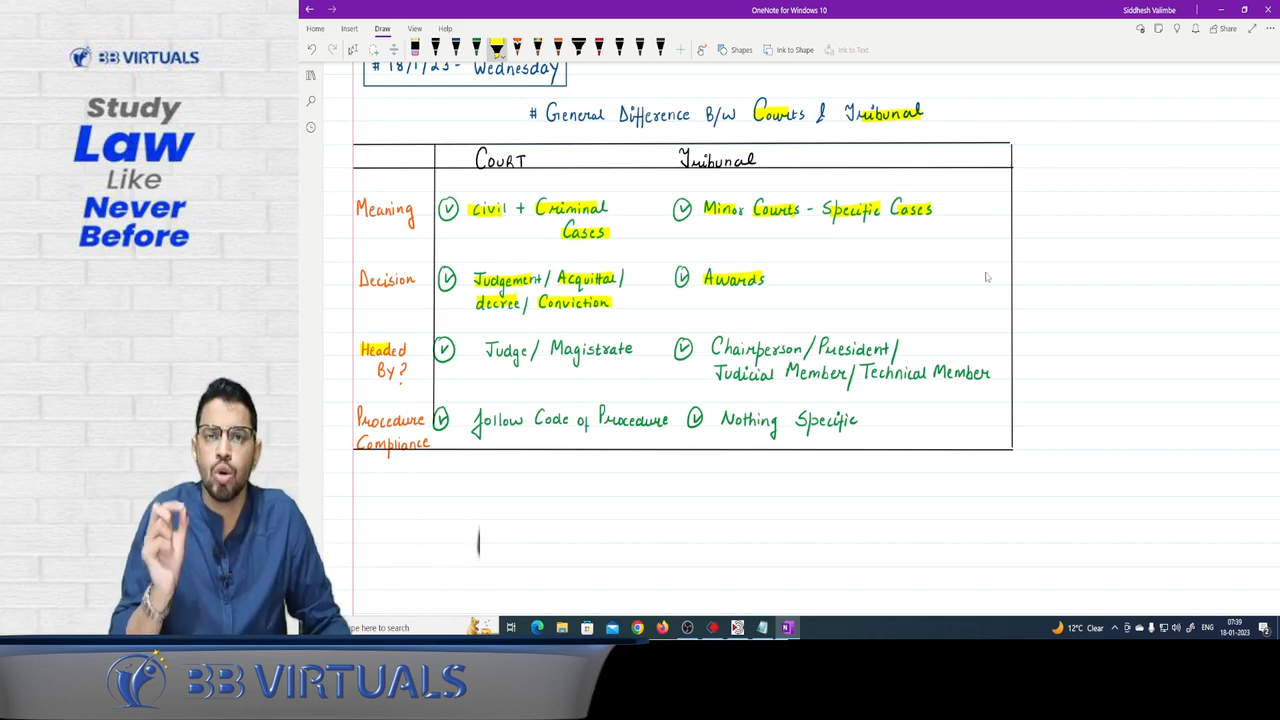 BB VIRTUALS
Study
Law
Like
Never
Before
OneNote for Windows 10
Siddhesh Valimbe
Home Insert Draw View Help
Share
Shapes Ink to Shape Ink to Text
# 18/1/23 - Wednesday
# General Difference B/W Courts & Tribunal
COURT Tribunal
Meaning civil + Criminal Cases Minor Courts - Specific Cases
Decision Judgement/ Acquittal/ decree/ Conviction Awards
Headed By? Judge/ Magistrate Chairperson/President/ Judicial Member/ Technical Member
Procedure Compliance follow Code of Procedure Nothing Specific
pe here to search
12°C Clear
ENG
07:39
18-01-2023
2
BB VIRTUALS